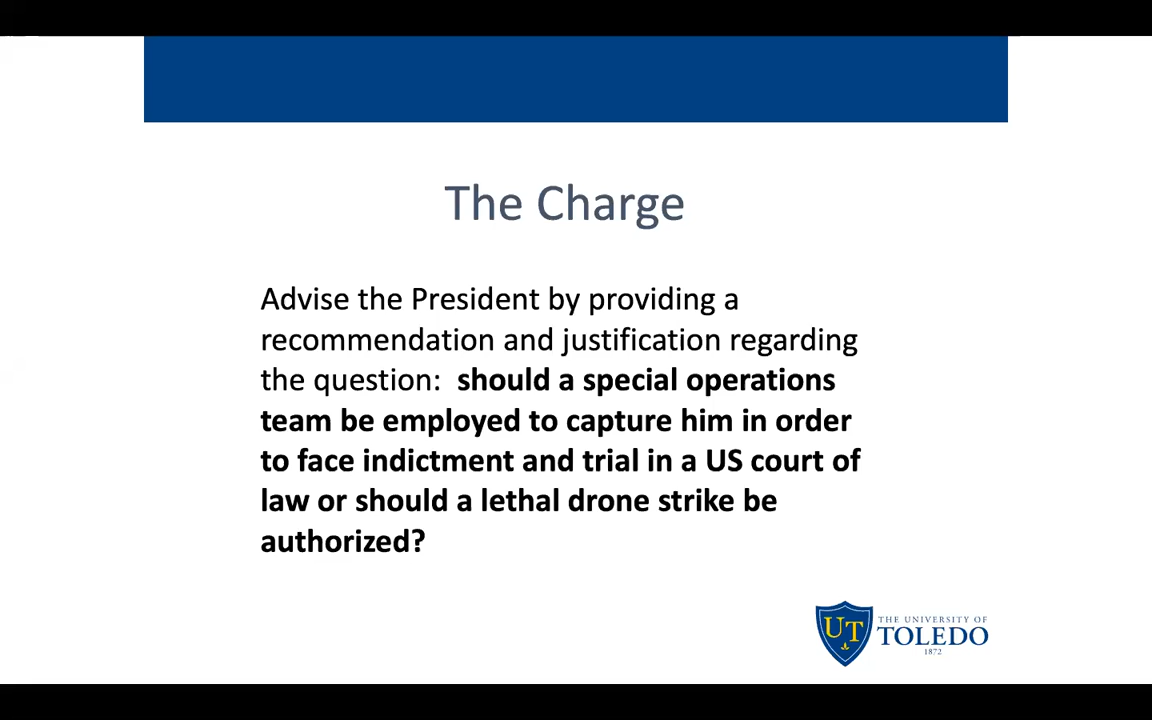 The Charge
Advise the President by providing a
recommendation and justification regarding
the question: should a special operations
team be employed to capture him in order
to face indictment and trial in a US court of
law or should a lethal drone strike be
authorized?
UT
THE UNIVERSITY OF
TOLEDO
1872